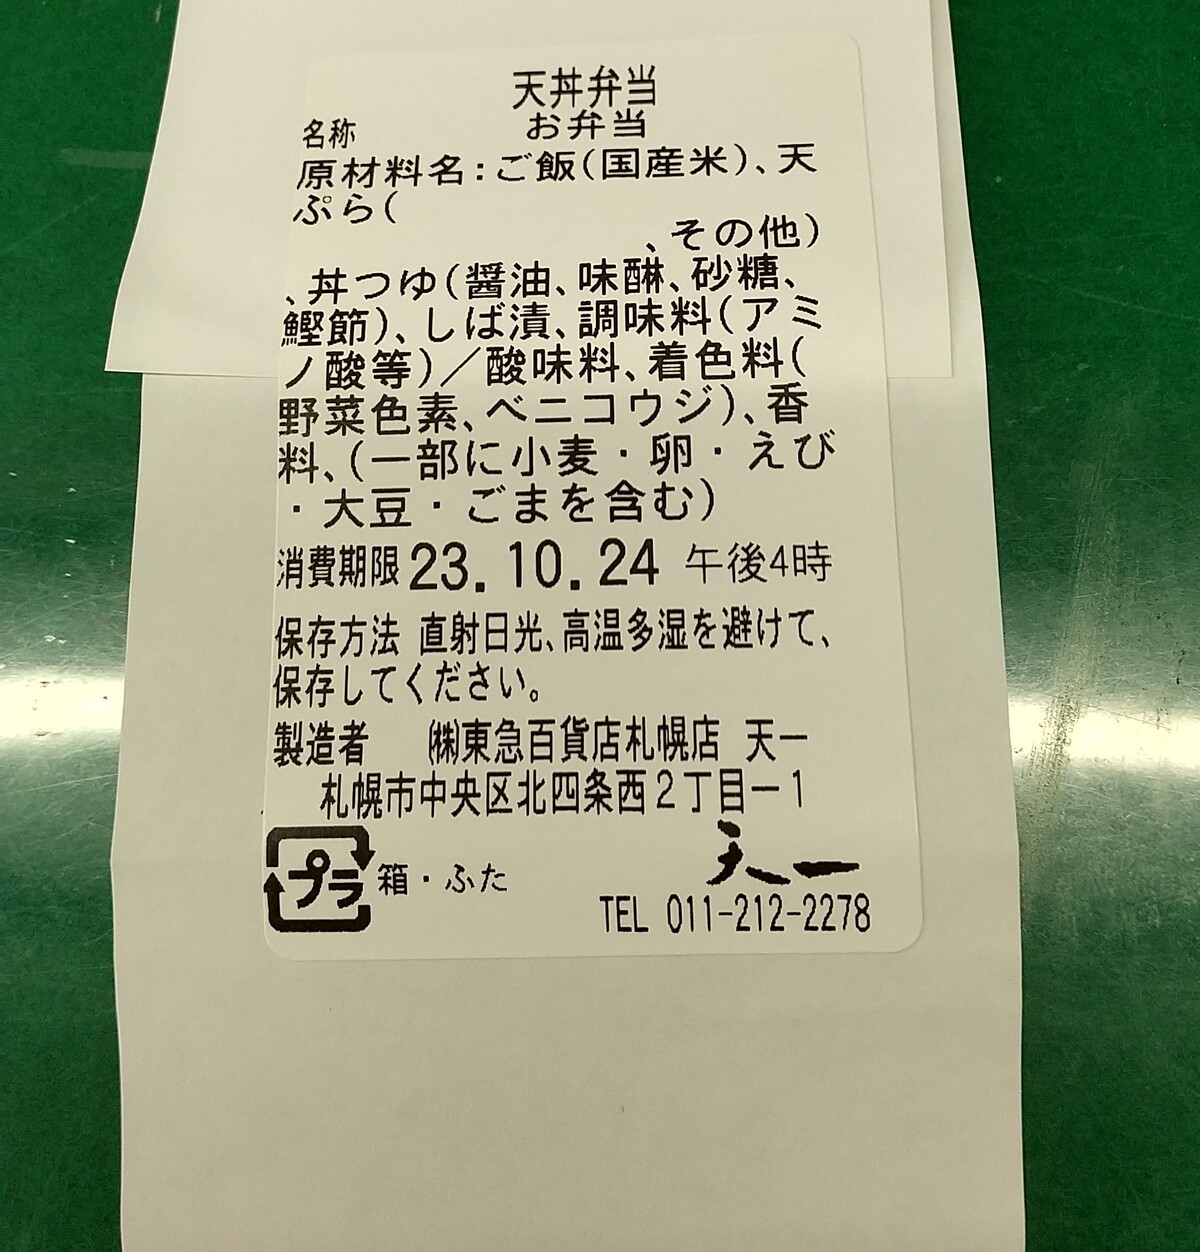 天丼弁当
名称 お弁当
原材料名:ご飯(国産米)、天
ぷら(
、その他)
、丼つゆ(醤油、味醂、砂糖、
鰹節)、しば漬、調味料(アミ
ノ酸等)／酸味料、着色料(
野菜色素、ベニコウジ)、香
料、(一部に小麦・卵・えび
・大豆・ごまを含む)
消費期限 23.10.24 午後4時
保存方法 直射日光、高温多湿を避けて、
保存してください。
製造者 ㈱東急百貨店札幌店 天一
札幌市中央区北四条西2丁目ー1
プラ 箱・ふた 天一
TEL 011-212-2278